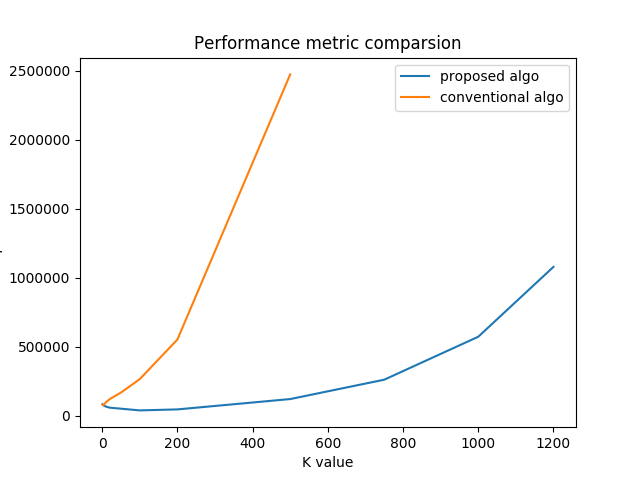 Performance metric comparsion
proposed algo
conventional algo
2500000
2000000
1500000
1000000
500000
0
0 200 400 600 800 1000 1200
K value